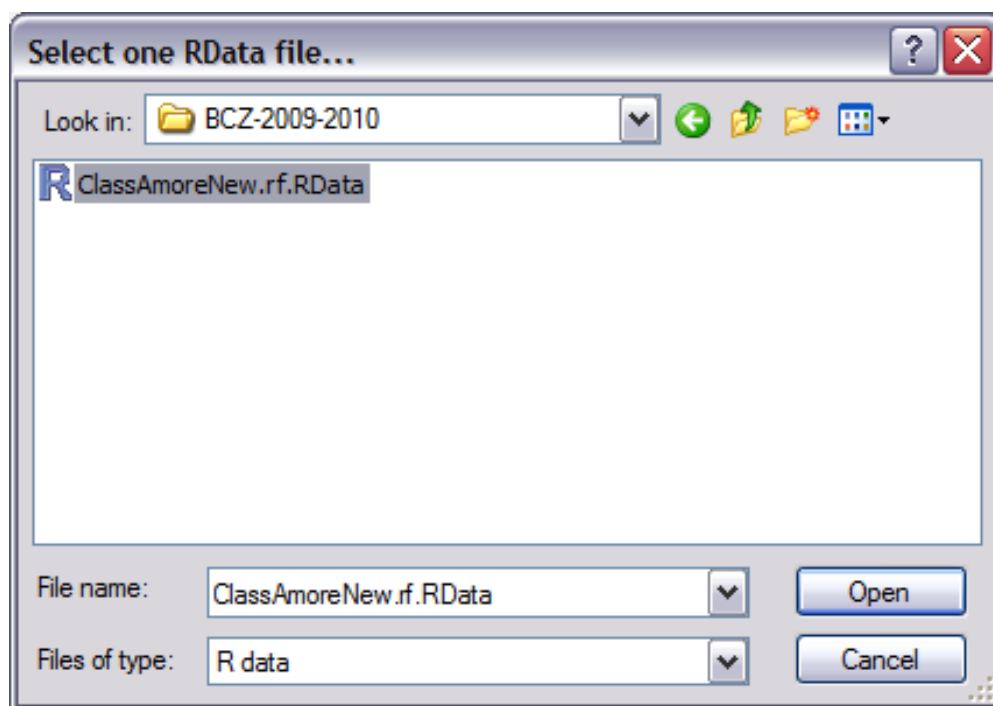 Select one RData file...
Look in: BCZ-2009-2010
ClassAmoreNew.rf.RData
File name: ClassAmoreNew.rf.RData Open
Files of type: R data Cancel